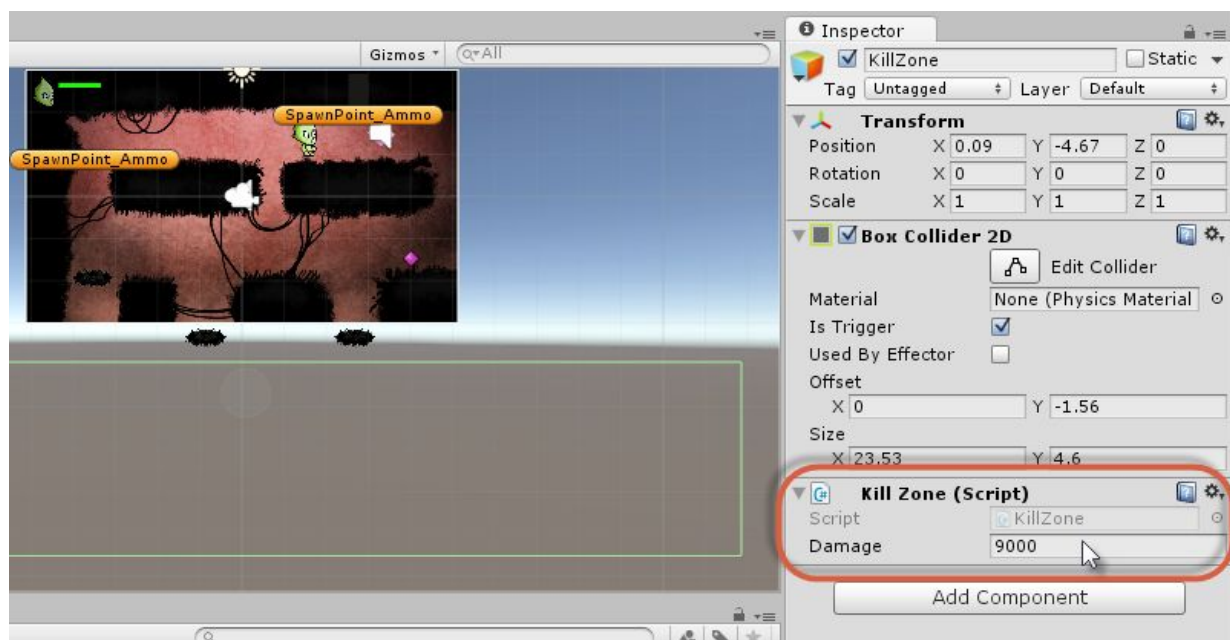 Inspector
Gizmos All
KillZone Static
Tag Untagged Layer Default
SpawnPoint_Ammo
SpawnPoint_Ammo
Transform
Position X 0.09 Y -4.67 Z 0
Rotation X 0 Y 0 Z 0
Scale X 1 Y 1 Z 1
Box Collider 2D
Edit Collider
Material None (Physics Material
Is Trigger
Used By Effector
Offset
X 0 Y -1.56
Size
X 23.53 Y 4.6
C# Kill Zone (Script)
Script KillZone
Damage 9000
Add Component